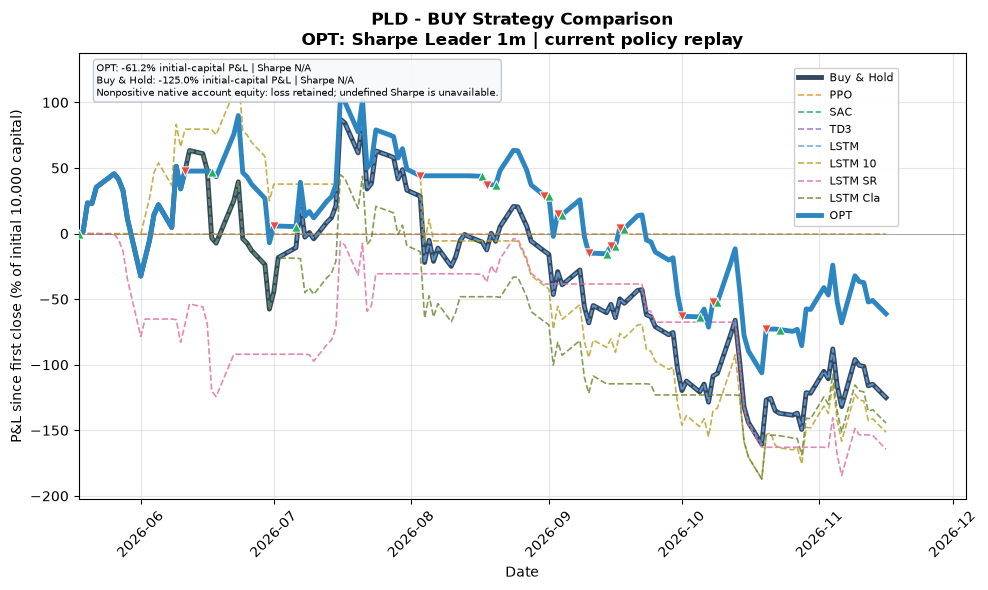 PLD - BUY Strategy Comparison
OPT: Sharpe Leader 1m | current policy replay
OPT: -61.2% initial-capital P&L | Sharpe N/A
Buy & Hold: -125.0% initial-capital P&L | Sharpe N/A
Nonpositive native account equity: loss retained; undefined Sharpe is unavailable.
Buy & Hold
PPO
SAC
TD3
LSTM
LSTM 10
LSTM SR
LSTM Cla
OPT
P&L since first close (% of initial 10,000 capital)
100
50
0
−50
−100
−150
−200
2026-06
2026-07
2026-08
2026-09
2026-10
2026-11
2026-12
Date